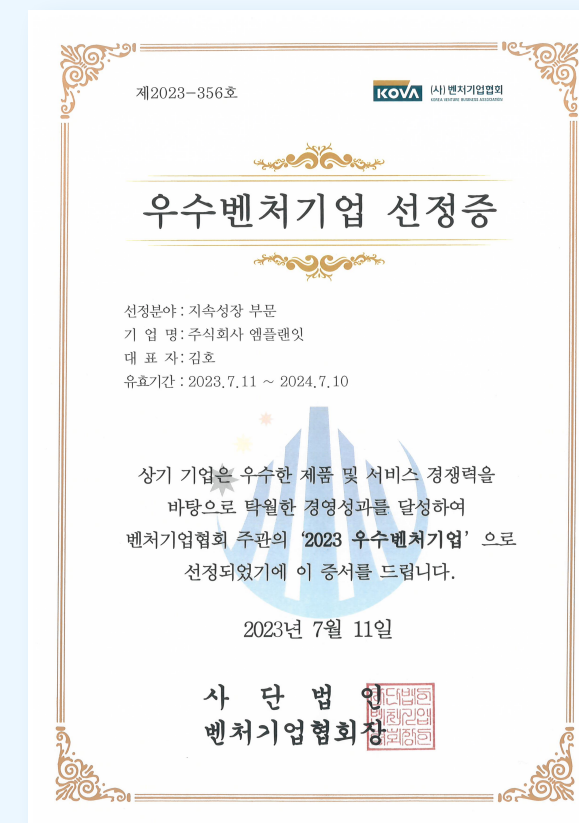 제2023-356호
KOVA (사)벤처기업협회
KOREA VENTURE BUSINESS ASSOCIATION
우수벤처기업 선정증
선정분야 : 지속성장 부문
기 업 명 : 주식회사 엠플랜잇
대 표 자 : 김호
유효기간 : 2023.7.11 ~ 2024.7.10
상기 기업은 우수한 제품 및 서비스 경쟁력을
바탕으로 탁월한 경영성과를 달성하여
벤처기업협회 주관의 ‘2023 우수벤처기업’ 으로
선정되었기에 이 증서를 드립니다.
2023년 7월 11일
사 단 법 인
벤처기업협회장